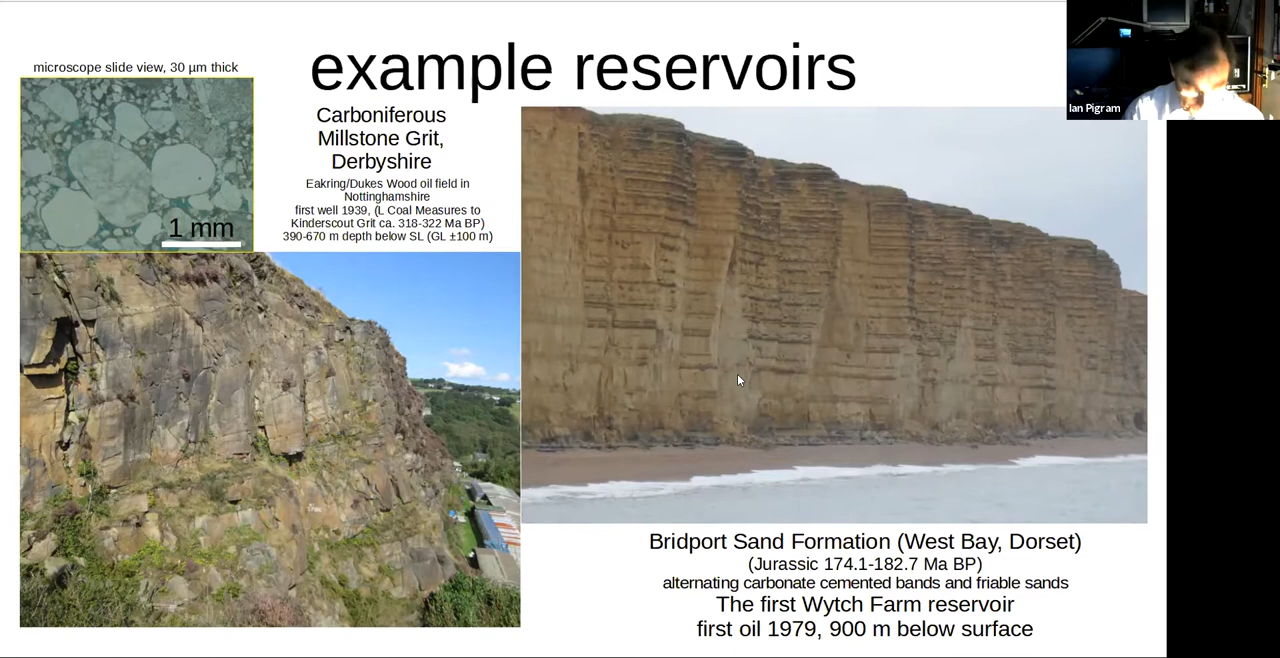 example reservoirs
microscope slide view, 30 µm thick
1 mm
Carboniferous
Millstone Grit,
Derbyshire
Eakring/Dukes Wood oil field in
Nottinghamshire
first well 1939, (L Coal Measures to
Kinderscout Grit ca. 318-322 Ma BP)
390-670 m depth below SL (GL ±100 m)
Ian Pigram
Bridport Sand Formation (West Bay, Dorset)
(Jurassic 174.1-182.7 Ma BP)
alternating carbonate cemented bands and friable sands
The first Wytch Farm reservoir
first oil 1979, 900 m below surface